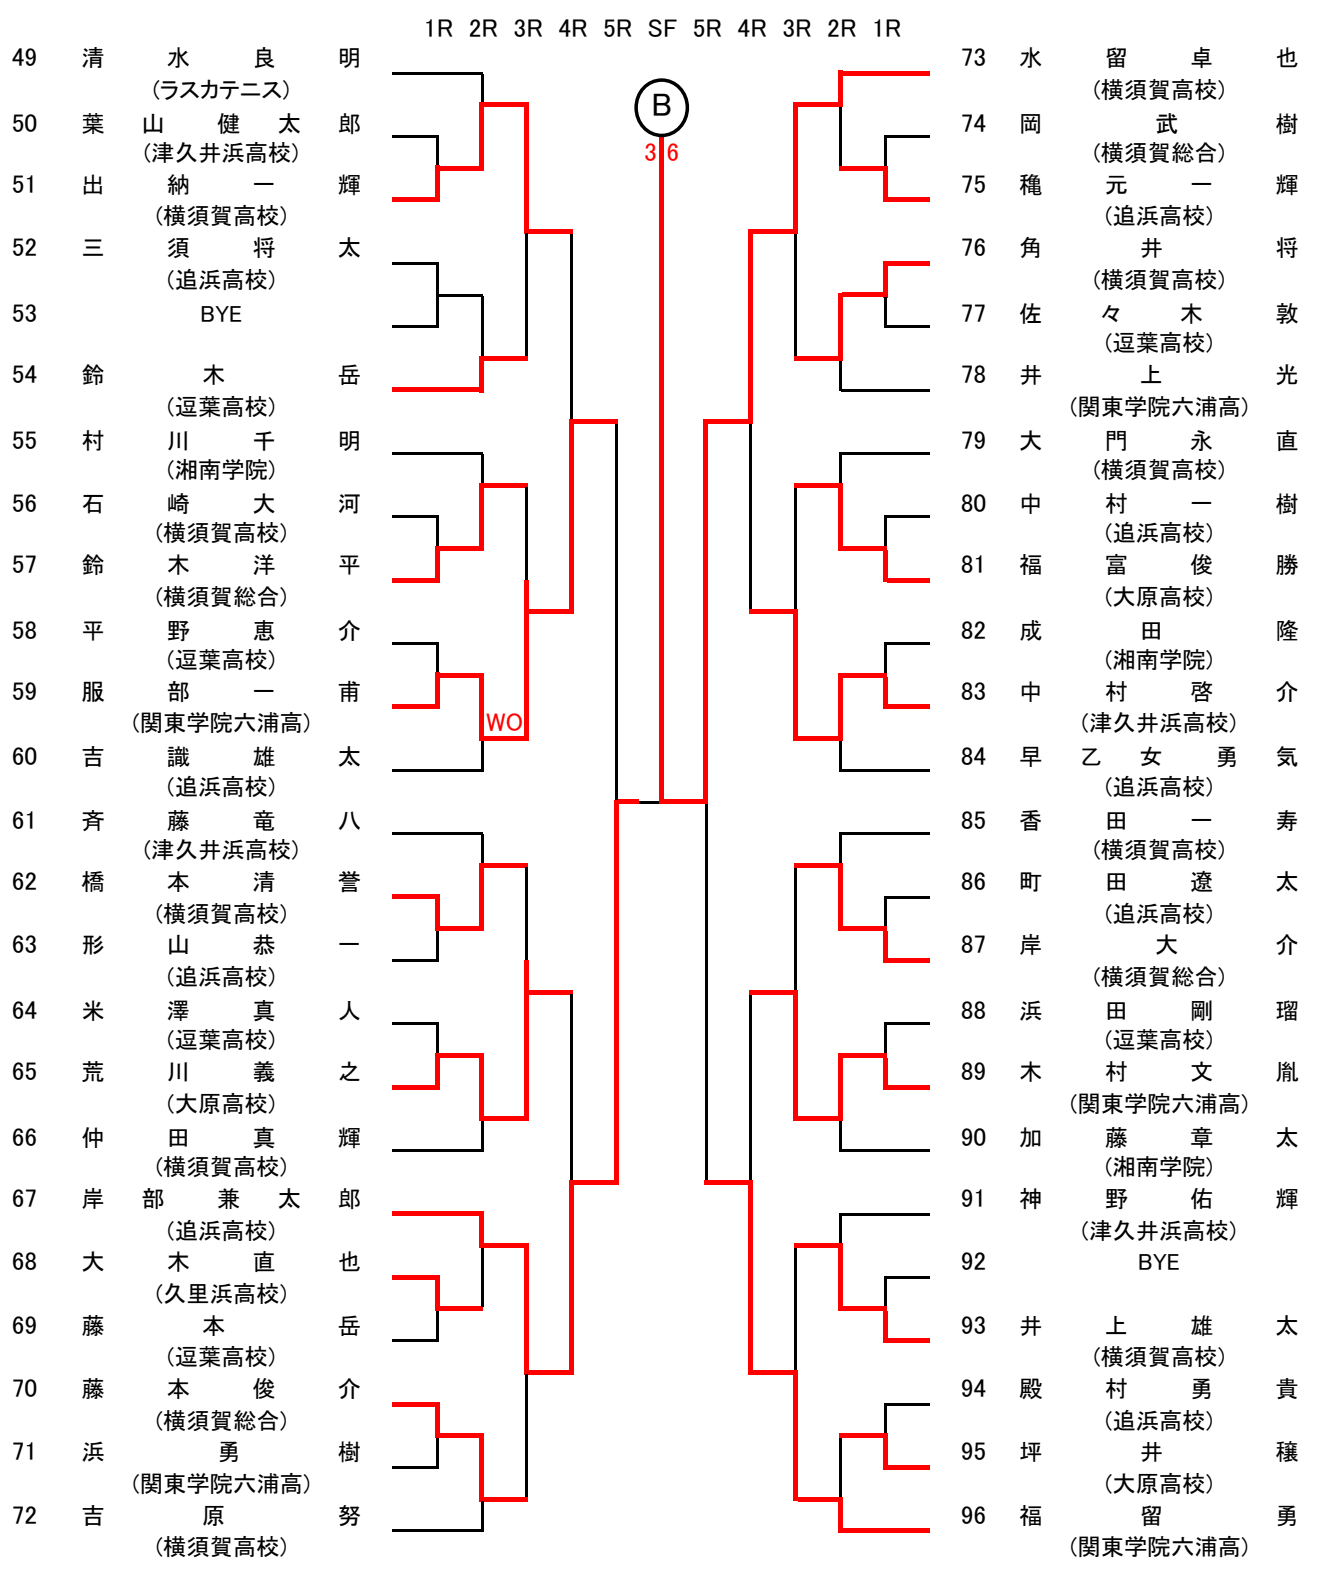 1R 2R 3R 4R 5R SF 5R 4R 3R 2R 1R
B
3 6
49 清水良明
(ラスカテニス)
50 葉山健太郎
(津久井浜高校)
51 出納一輝
(横須賀高校)
52 三須将太
(追浜高校)
53 BYE
54 鈴木岳
(逗葉高校)
55 村川千明
(湘南学院)
56 石崎大河
(横須賀高校)
57 鈴木洋平
(横須賀総合)
58 平野恵介
(逗葉高校)
59 服部一甫
(関東学院六浦高)
WO
60 吉識雄太
(追浜高校)
61 斉藤竜八
(津久井浜高校)
62 橋本清誉
(横須賀高校)
63 形山恭一
(追浜高校)
64 米澤真人
(逗葉高校)
65 荒川義之
(大原高校)
66 仲田真輝
(横須賀高校)
67 岸部兼太郎
(追浜高校)
68 大木直也
(久里浜高校)
69 藤本岳
(逗葉高校)
70 藤本俊介
(横須賀総合)
71 浜勇樹
(関東学院六浦高)
72 吉原努
(横須賀高校)
73 水留卓也
(横須賀高校)
74 岡武樹
(横須賀総合)
75 穐元一輝
(追浜高校)
76 角井将
(横須賀高校)
77 佐々木敦
(逗葉高校)
78 井上光
(関東学院六浦高)
79 大門永直
(横須賀高校)
80 中村一樹
(追浜高校)
81 福富俊勝
(大原高校)
82 成田隆
(湘南学院)
83 中村啓介
(津久井浜高校)
84 早乙女勇気
(追浜高校)
85 香田一寿
(横須賀高校)
86 町田遼太
(追浜高校)
87 岸大介
(横須賀総合)
88 浜田剛瑠
(逗葉高校)
89 木村文胤
(関東学院六浦高)
90 加藤章太
(湘南学院)
91 神野佑輝
(津久井浜高校)
92 BYE
93 井上雄太
(横須賀高校)
94 殿村勇貴
(追浜高校)
95 坪井穣
(大原高校)
96 福留勇
(関東学院六浦高)